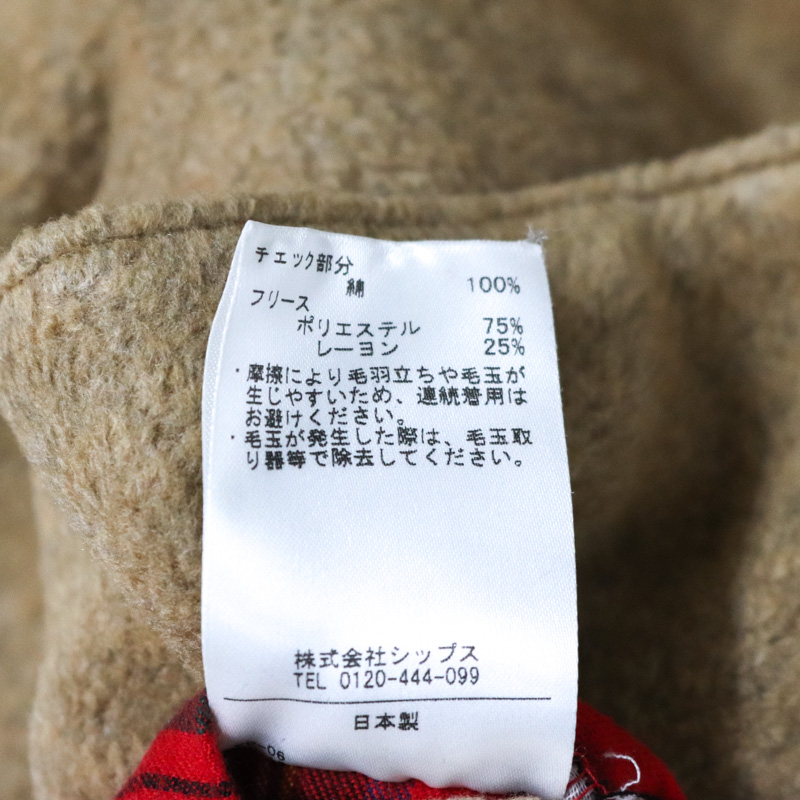 チェック部分
綿 100%
フリース
ポリエステル 75%
レーヨン 25%
・摩擦により毛羽立ちや毛玉が
生じやすいため、連続着用は
お避けください。
・毛玉が発生した際は、毛玉取
り器等で除去してください。
株式会社シップス
TEL 0120-444-099
日本製
-06